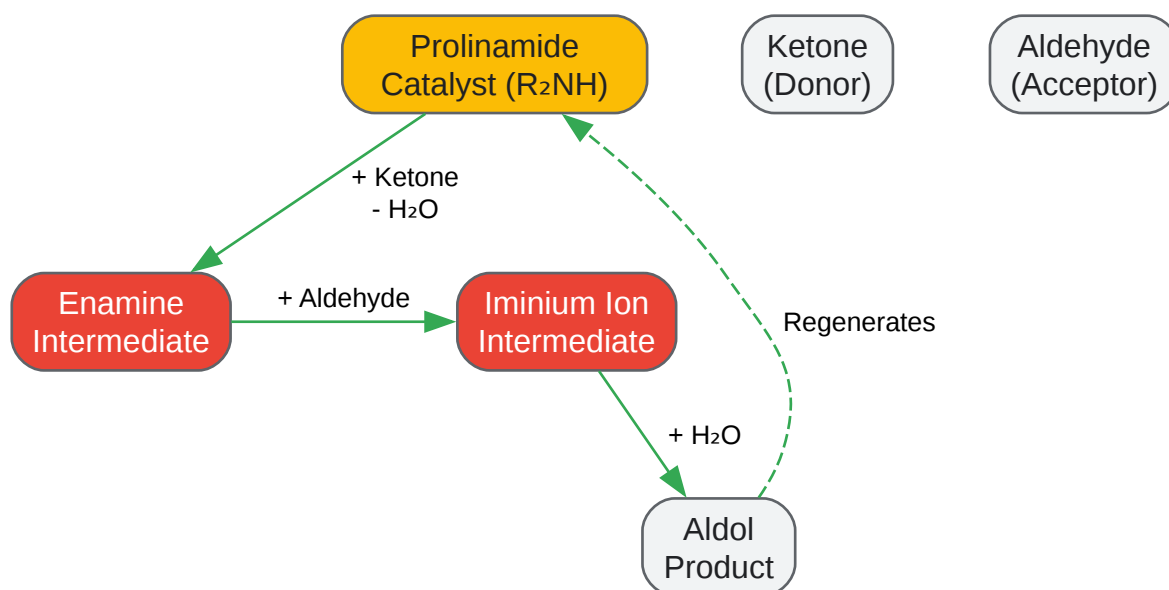 Prolinamide
Catalyst (R₂NH)
Ketone
(Donor)
Aldehyde
(Acceptor)
+ Ketone
- H₂O
Enamine
Intermediate
+ Aldehyde
Iminium Ion
Intermediate
Regenerates
+ H₂O
Aldol
Product